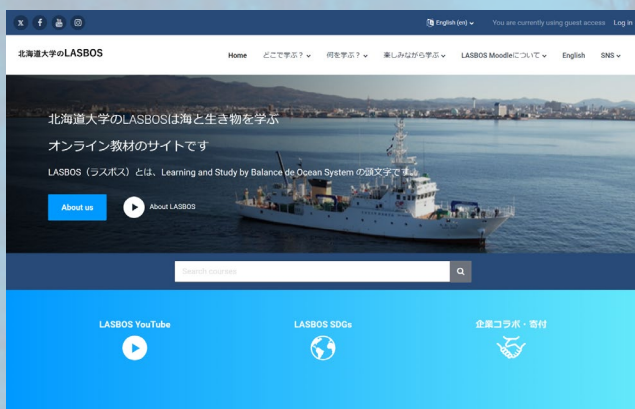 English (en)
You are currently using guest access
Log in
北海道大学のLASBOS
Home
どこで学ぶ？
何を学ぶ？
楽しみながら学ぶ
LASBOS Moodleについて
English
SNS
北海道大学のLASBOSは海と生き物を学ぶ
オンライン教材のサイトです
LASBOS（ラスボス）とは、Learning and Study by Balance de Ocean System の頭文字です。
About us
About LASBOS
Search courses
LASBOS YouTube
LASBOS SDGs
企業コラボ・寄付